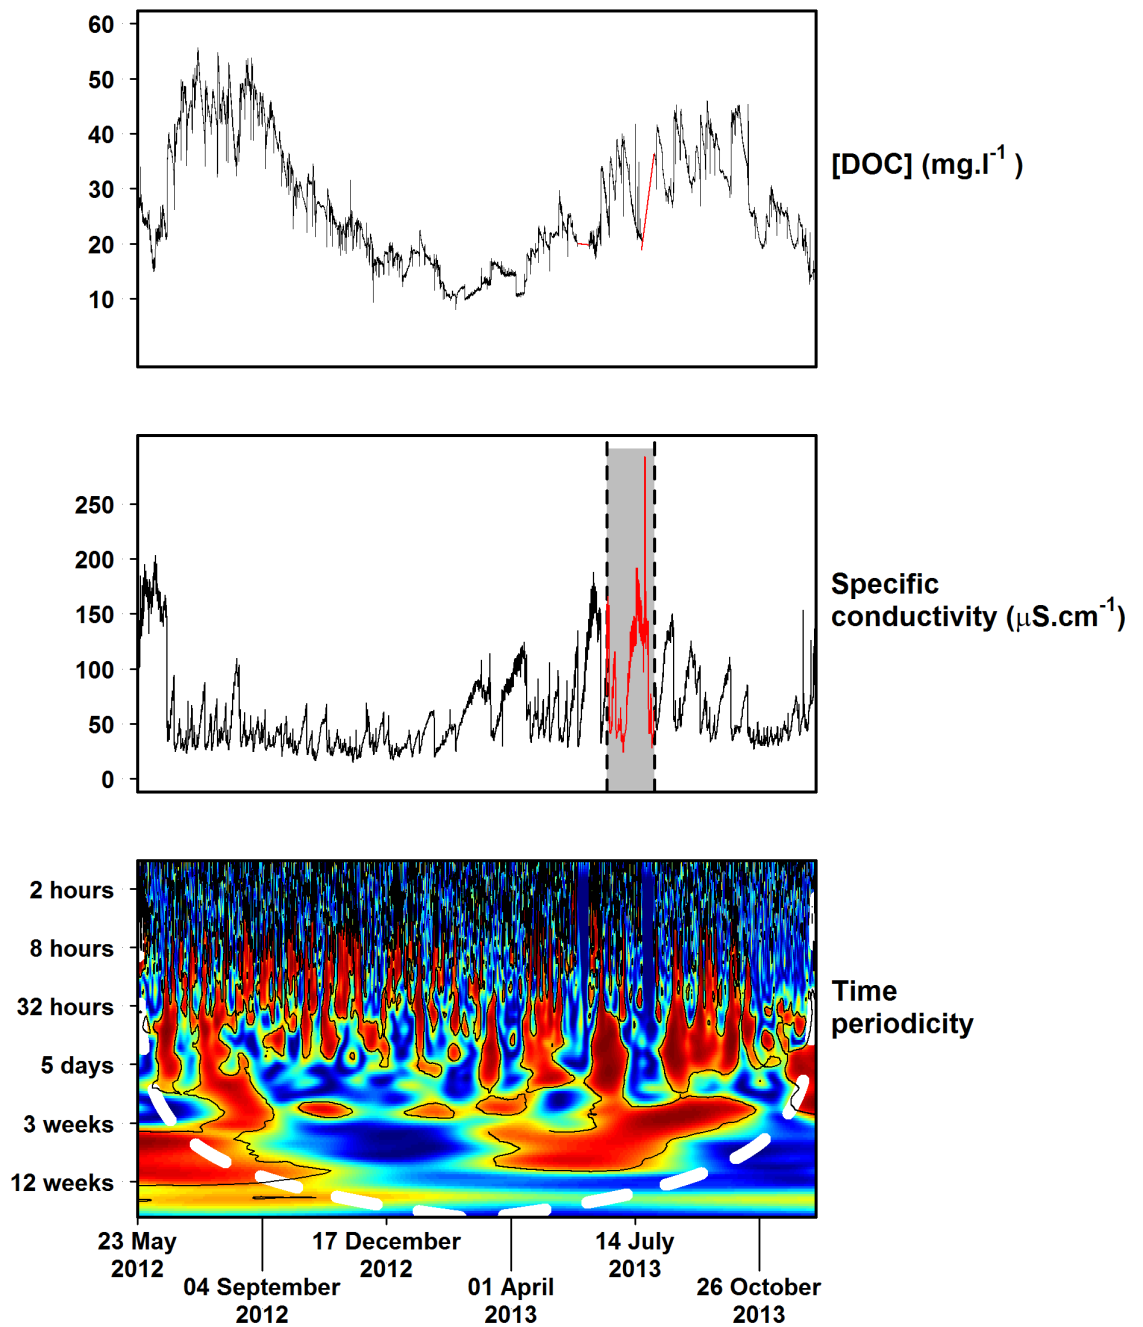 60
50
40
30
20
10
[DOC] (mg.l⁻¹ )
250
200
150
100
50
0
Specific
conductivity (μS.cm⁻¹)
2 hours
8 hours
32 hours
5 days
3 weeks
12 weeks
Time
periodicity
23 May
2012
04 September
2012
17 December
2012
01 April
2013
14 July
2013
26 October
2013